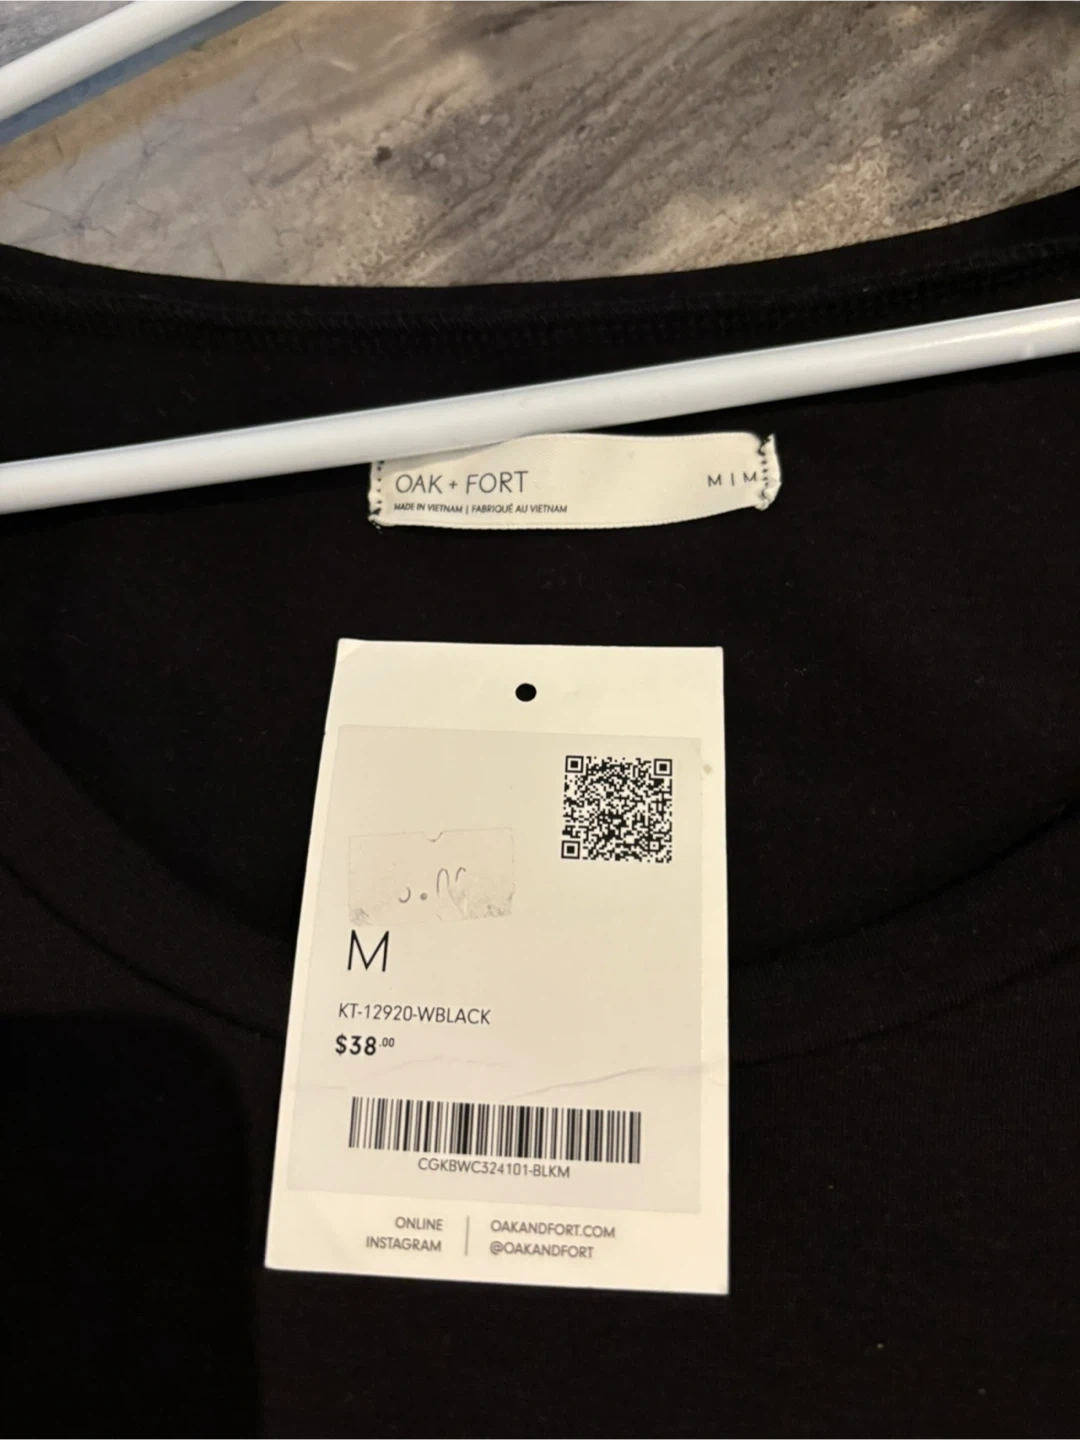 OAK + FORT
M | M
MADE IN VIETNAM | FABRIQUÉ AU VIETNAM
M
KT-12920-WBLACK
$38.00
CGKBWC324101-BLKM
ONLINE | OAKANDFORT.COM
INSTAGRAM | @OAKANDFORT